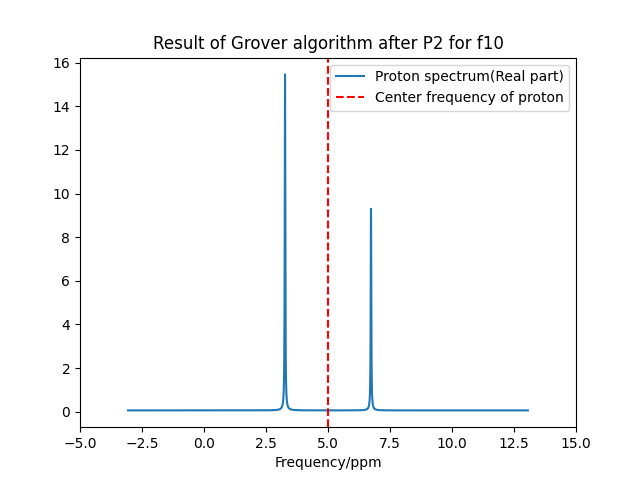 Result of Grover algorithm after P2 for f10
Proton spectrum(Real part)
Center frequency of proton
16
14
12
10
8
6
4
2
0
−5.0 −2.5 0.0 2.5 5.0 7.5 10.0 12.5 15.0
Frequency/ppm